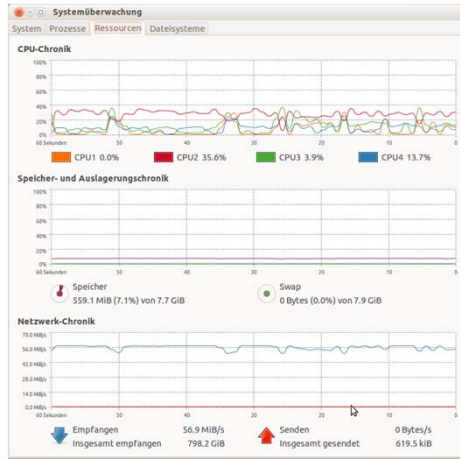 Systemüberwachung
System Prozesse Ressourcen Dateisysteme
CPU-Chronik
100%
80%
60%
40%
20%
0%
60 Sekunden 50 40 30 20 10 0
CPU1 0.0% CPU2 35.6% CPU3 3.9% CPU4 13.7%
Speicher- und Auslagerungschronik
100%
80%
60%
40%
20%
0%
60 Sekunden 50 40 30 20 10 0
Speicher Swap
559.1 MiB (7.1%) von 7.7 GiB 0 Bytes (0.0%) von 7.9 GiB
Netzwerk-Chronik
70.0 MiB/s
56.0 MiB/s
42.0 MiB/s
28.0 MiB/s
14.0 MiB/s
0.0 MiB/s
60 Sekunden 50 40 30 20 10 0
Empfangen 56.9 MiB/s Senden 0 Bytes/s
Insgesamt empfangen 798.2 GiB Insgesamt gesendet 619.5 kiB